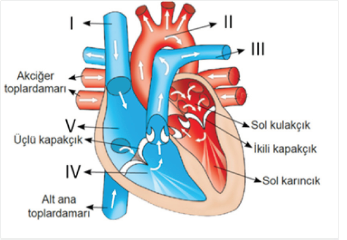 I
II
III
Akciğer
toplardamarı
V
Üçlü kapakçık
IV
Alt ana
toplardamarı
Sol kulakçık
İkili kapakçık
Sol karıncık